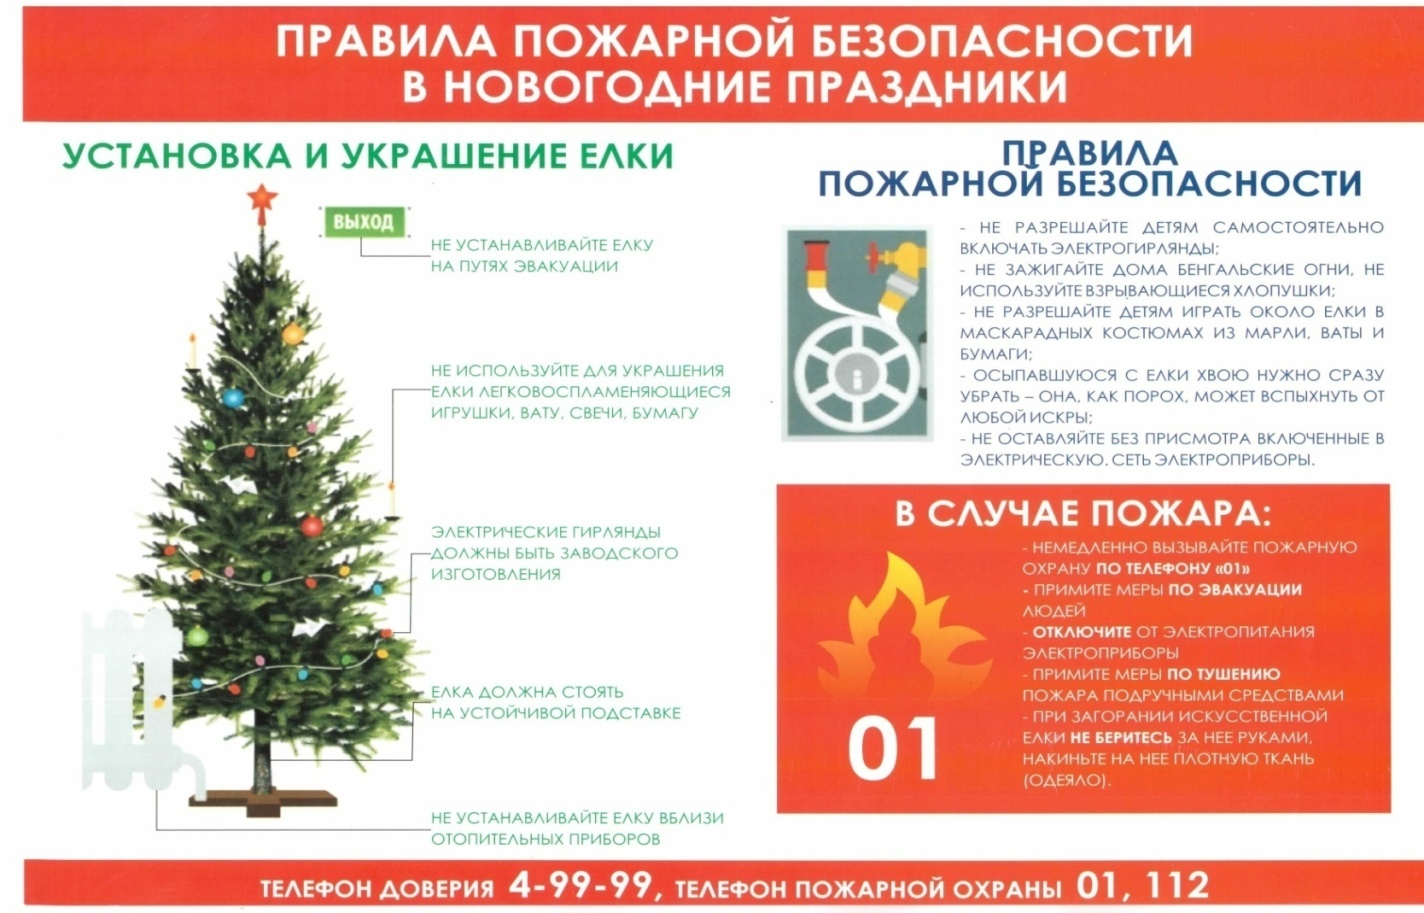 ПРАВИЛА ПОЖАРНОЙ БЕЗОПАСНОСТИ
В НОВОГОДНИЕ ПРАЗДНИКИ
УСТАНОВКА И УКРАШЕНИЕ ЕЛКИ
ВЫХОД
НЕ УСТАНАВЛИВАЙТЕ ЕЛКУ
НА ПУТЯХ ЭВАКУАЦИИ
НЕ ИСПОЛЬЗУЙТЕ ДЛЯ УКРАШЕНИЯ
ЕЛКИ ЛЕГКОВОСПЛАМЕНЯЮЩИЕСЯ
ИГРУШКИ, ВАТУ, СВЕЧИ, БУМАГУ
ЭЛЕКТРИЧЕСКИЕ ГИРЛЯНДЫ
ДОЛЖНЫ БЫТЬ ЗАВОДСКОГО
ИЗГОТОВЛЕНИЯ
ЕЛКА ДОЛЖНА СТОЯТЬ
НА УСТОЙЧИВОЙ ПОДСТАВКЕ
НЕ УСТАНАВЛИВАЙТЕ ЕЛКУ ВБЛИЗИ
ОТОПИТЕЛЬНЫХ ПРИБОРОВ
ПРАВИЛА
ПОЖАРНОЙ БЕЗОПАСНОСТИ
- НЕ РАЗРЕШАЙТЕ ДЕТЯМ САМОСТОЯТЕЛЬНО
ВКЛЮЧАТЬ ЭЛЕКТРОГИРЛЯНДЫ;
- НЕ ЗАЖИГАЙТЕ ДОМА БЕНГАЛЬСКИЕ ОГНИ, НЕ
ИСПОЛЬЗУЙТЕ ВЗРЫВАЮЩИЕСЯ ХЛОПУШКИ;
- НЕ РАЗРЕШАЙТЕ ДЕТЯМ ИГРАТЬ ОКОЛО ЕЛКИ В
МАСКАРАДНЫХ КОСТЮМАХ ИЗ МАРЛИ, ВАТЫ И
БУМАГИ;
- ОСЫПАВШУЮСЯ С ЕЛКИ ХВОЮ НУЖНО СРАЗУ
УБРАТЬ – ОНА, КАК ПОРОХ, МОЖЕТ ВСПЫХНУТЬ ОТ
ЛЮБОЙ ИСКРЫ;
- НЕ ОСТАВЛЯЙТЕ БЕЗ ПРИСМОТРА ВКЛЮЧЕННЫЕ В
ЭЛЕКТРИЧЕСКУЮ. СЕТЬ ЭЛЕКТРОПРИБОРЫ.
В СЛУЧАЕ ПОЖАРА:
- НЕМЕДЛЕННО ВЫЗЫВАЙТЕ ПОЖАРНУЮ
ОХРАНУ ПО ТЕЛЕФОНУ «01»
- ПРИМИТЕ МЕРЫ ПО ЭВАКУАЦИИ
ЛЮДЕЙ
- ОТКЛЮЧИТЕ ОТ ЭЛЕКТРОПИТАНИЯ
ЭЛЕКТРОПРИБОРЫ
- ПРИМИТЕ МЕРЫ ПО ТУШЕНИЮ
ПОЖАРА ПОДРУЧНЫМИ СРЕДСТВАМИ
- ПРИ ЗАГОРАНИИ ИСКУССТВЕННОЙ
ЕЛКИ НЕ БЕРИТЕСЬ ЗА НЕЕ РУКАМИ,
НАКИНЬТЕ НА НЕЕ ПЛОТНУЮ ТКАНЬ
(ОДЕЯЛО).
01
ТЕЛЕФОН ДОВЕРИЯ 4-99-99, ТЕЛЕФОН ПОЖАРНОЙ ОХРАНЫ 01, 112